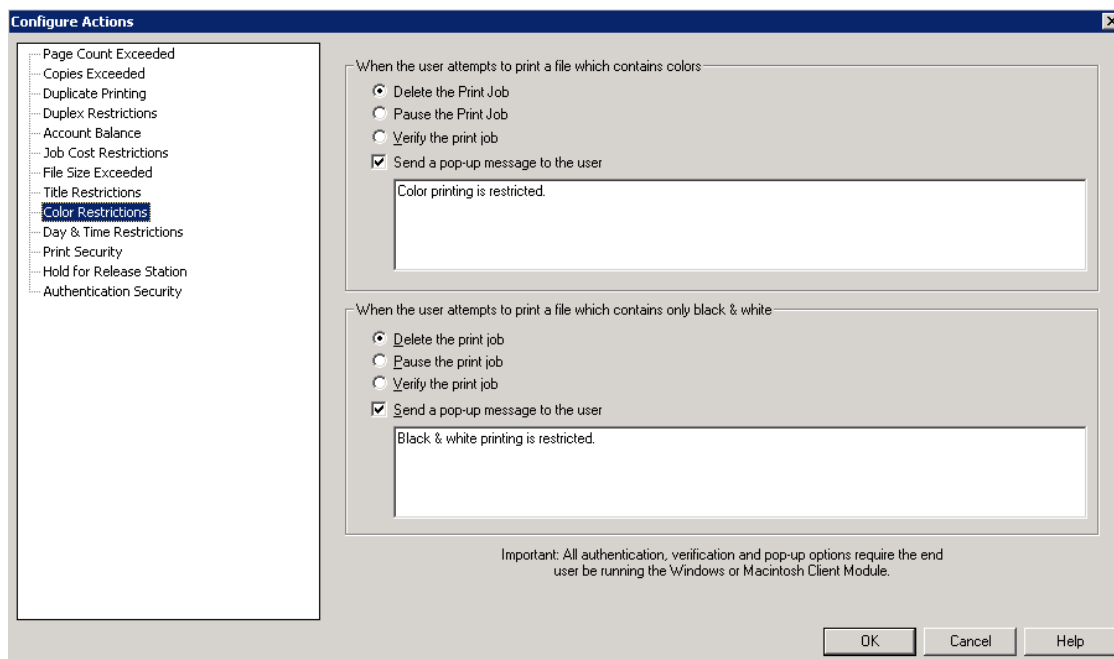 Configure Actions
Page Count Exceeded
Copies Exceeded
Duplicate Printing
Duplex Restrictions
Account Balance
Job Cost Restrictions
File Size Exceeded
Title Restrictions
Color Restrictions
Day & Time Restrictions
Print Security
Hold for Release Station
Authentication Security
When the user attempts to print a file which contains colors
Delete the Print Job
Pause the Print Job
Verify the print job
Send a pop-up message to the user
Color printing is restricted.
When the user attempts to print a file which contains only black & white
Delete the print job
Pause the print job
Verify the print job
Send a pop-up message to the user
Black & white printing is restricted.
Important: All authentication, verification and pop-up options require the end
user be running the Windows or Macintosh Client Module.
OK
Cancel
Help